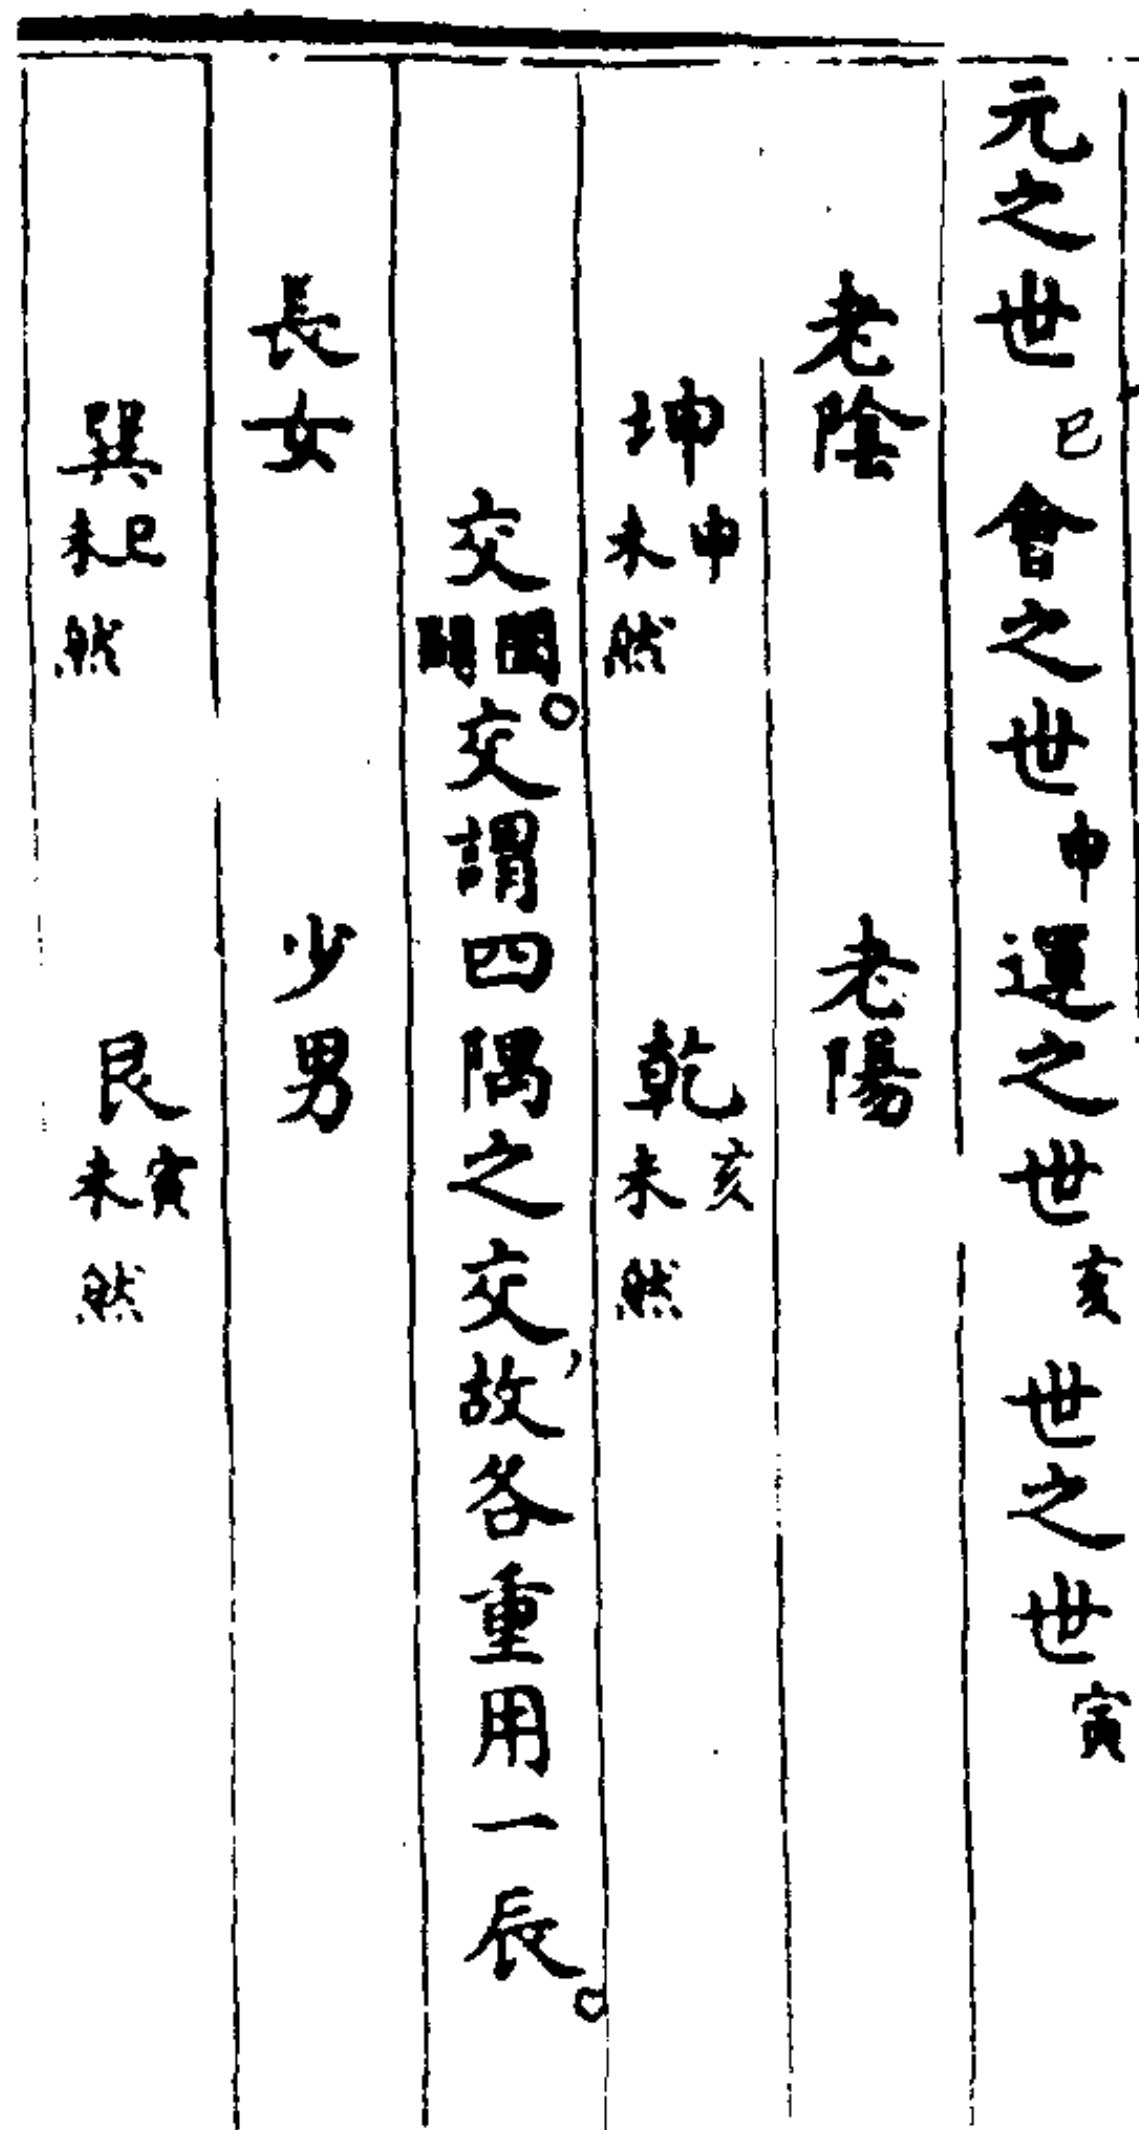 元之世巳會之世申運之世亥世之世寅
老陰 老陽
坤申未然 乾亥未然
交。交謂四隅之交，故各重用一辰。
長女 少男
巽巳未然 艮寅未然